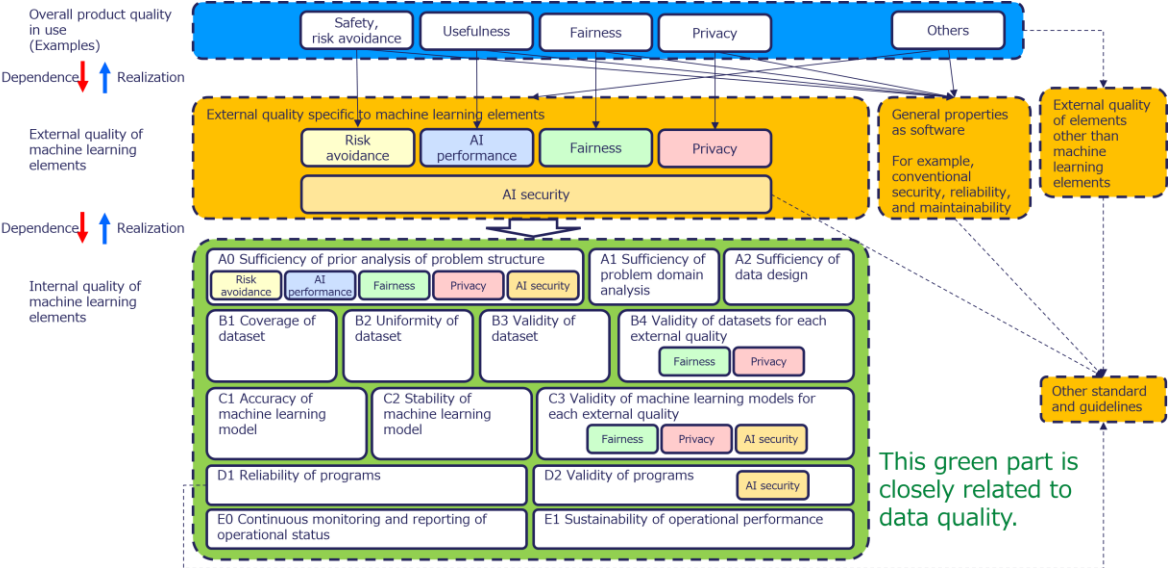 Overall product quality
in use
(Examples)
Safety,
risk avoidance
Usefulness
Fairness
Privacy
Others
Dependence
Realization
External quality of
machine learning
elements
External quality specific to machine learning elements
Risk
avoidance
AI
performance
Fairness
Privacy
AI security
General properties
as software
For example,
conventional
security, reliability,
and maintainability
External quality
of elements
other than
machine
learning
elements
Dependence
Realization
Internal quality of
machine learning
elements
A0 Sufficiency of prior analysis of problem structure
Risk
avoidance
AI
performance
Fairness
Privacy
AI security
A1 Sufficiency of
problem domain
analysis
A2 Sufficiency of
data design
B1 Coverage of
dataset
B2 Uniformity of
dataset
B3 Validity of
dataset
B4 Validity of datasets for each
external quality
Fairness
Privacy
C1 Accuracy of
machine learning
model
C2 Stability of
machine learning
model
C3 Validity of machine learning models for
each external quality
Fairness
Privacy
AI security
Other standard
and guidelines
D1 Reliability of programs
D2 Validity of programs
AI security
E0 Continuous monitoring and reporting of
operational status
E1 Sustainability of operational performance
This green part is
closely related to
data quality.